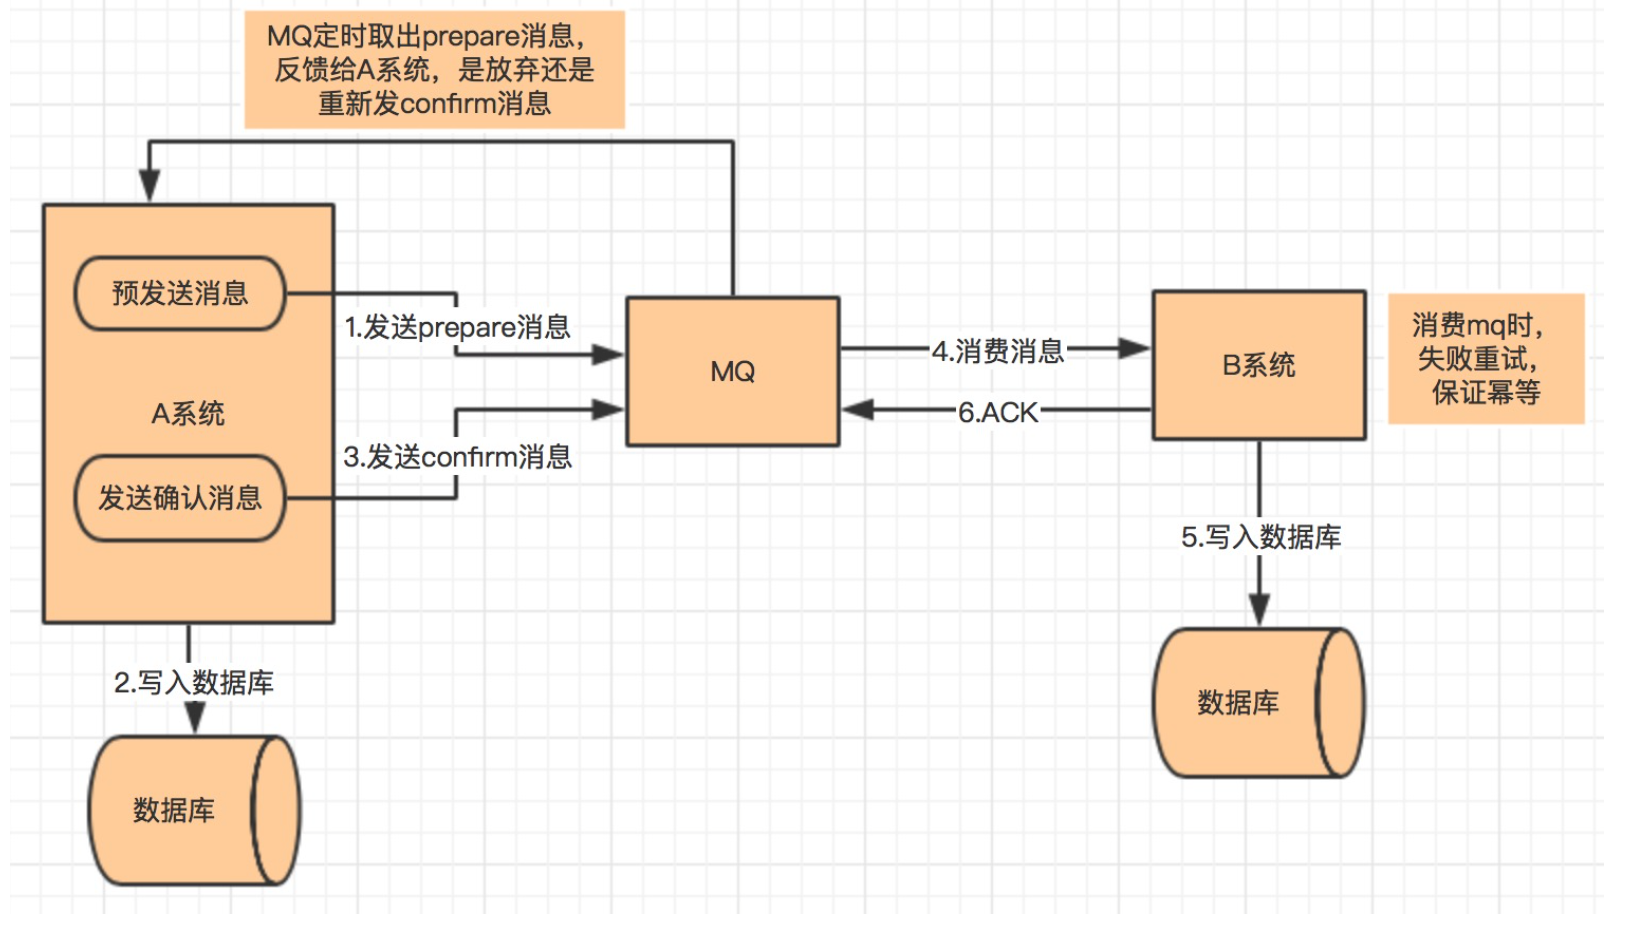 MQ定时取出prepare消息，
反馈给A系统，是放弃还是
重新发confirm消息
预发送消息
1.发送prepare消息
A系统
3.发送confirm消息
发送确认消息
MQ
4.消费消息
6.ACK
B系统
消费mq时，
失败重试，
保证幂等
2.写入数据库
数据库
5.写入数据库
数据库